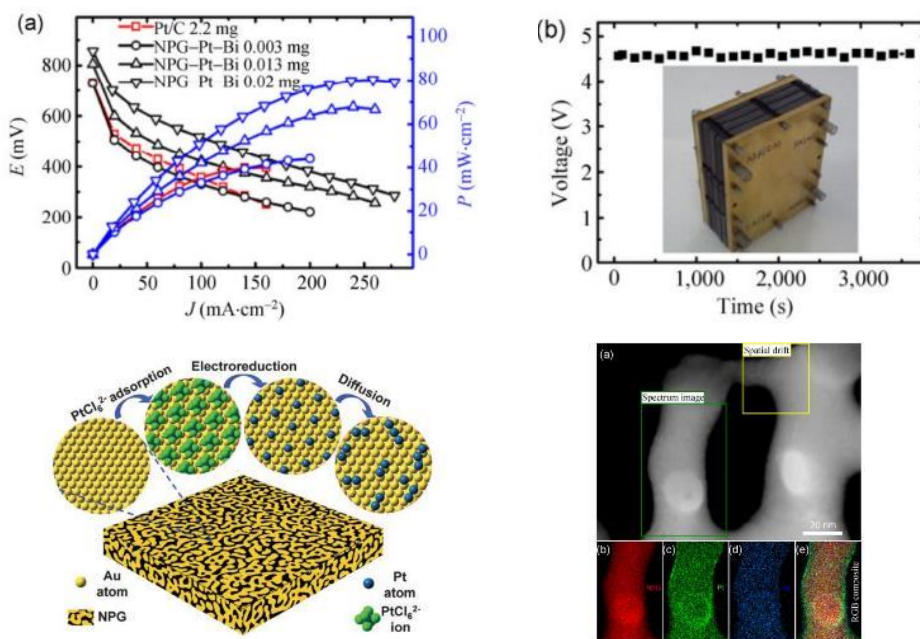 (a)
Pt/C 2.2 mg
NPG–Pt–Bi 0.003 mg
NPG–Pt–Bi 0.013 mg
NPG Pt Bi 0.02 mg
800
600
400
200
0
E (mV)
100
80
60
40
20
0
P (mW·cm⁻²)
0 50 100 150 200 250
J (mA·cm⁻²)
(b)
5
4
3
2
1
0
Voltage (V)
0 1,000 2,000 3,000
Time (s)
PtCl₆²⁻ adsorption
Electroreduction
Diffusion
Au
atom
NPG
Pt
atom
PtCl₆²⁻
ion
(a)
Spatial drift
Spectrum image
20 nm
(b)
NPG
(c)
Pt
(d)
(e)
RGB composite